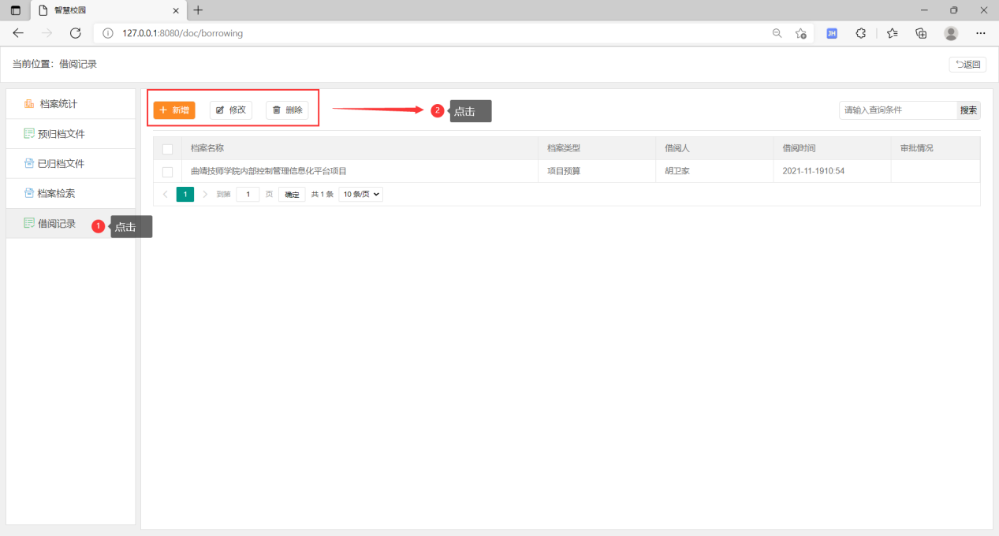 智慧校园
127.0.0.1:8080/doc/borrowing
JH
当前位置：借阅记录
返回
档案统计
预归档文件
已归档文件
档案检索
借阅记录
1 点击
新增 修改 删除
2 点击
请输入查询条件 搜索
档案名称 档案类型 借阅人 借阅时间 审批情况
曲靖技师学院内部控制管理信息化平台项目 项目预算 胡卫家 2021-11-1910:54
1 到第 1 页 确定 共 1 条 10 条/页